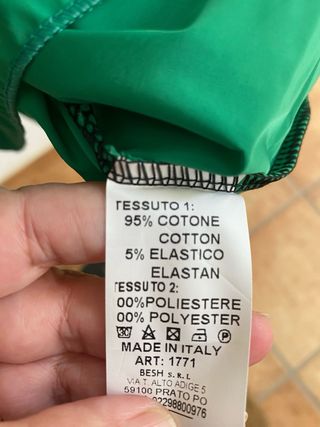 TESSUTO 1:
95% COTONE
COTTON
5% ELASTICO
ELASTAN
TESSUTO 2:
00%POLIESTERE
00% POLYESTER
MADE IN ITALY
ART: 1771
BESH S.R.L
VIA T. ALTO ADIGE 5
59100 PRATO PO
02298800976